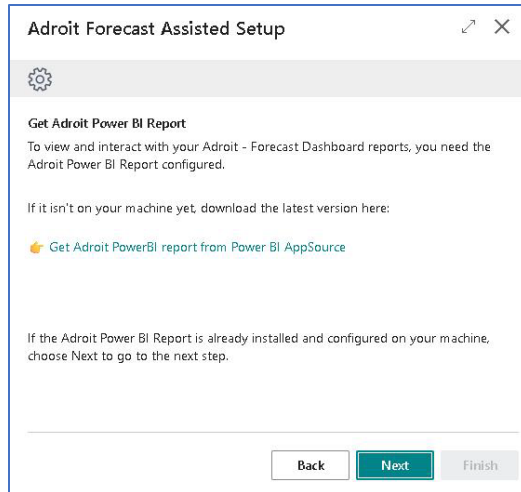 Adroit Forecast Assisted Setup
Get Adroit Power BI Report
To view and interact with your Adroit - Forecast Dashboard reports, you need the
Adroit Power BI Report configured.
If it isn't on your machine yet, download the latest version here:
👉 Get Adroit PowerBI report from Power BI AppSource
If the Adroit Power BI Report is already installed and configured on your machine,
choose Next to go to the next step.
Back Next Finish